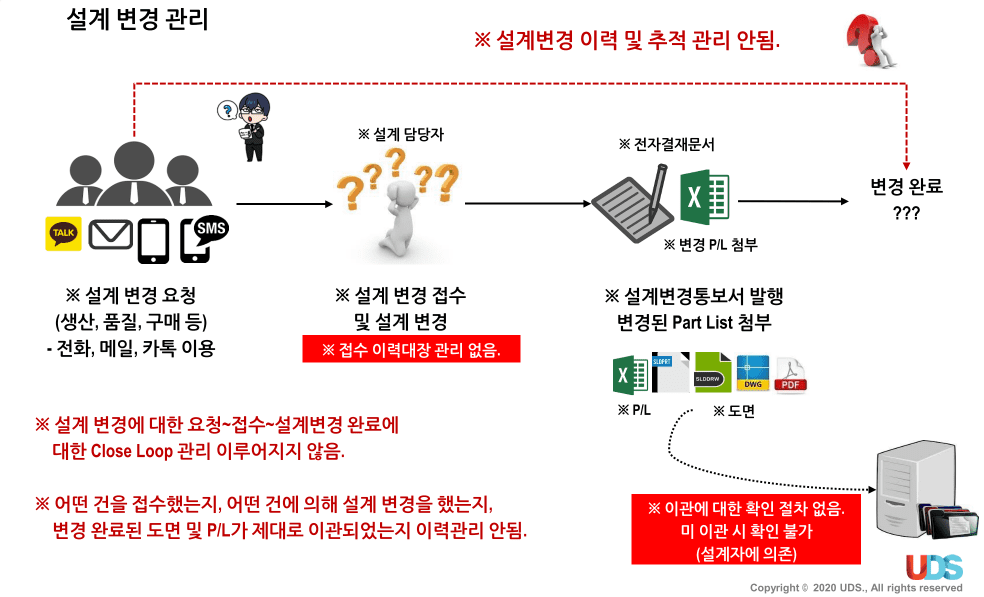 설계 변경 관리
※ 설계변경 이력 및 추적 관리 안됨.
?
※ 설계 담당자
※ 전자결재문서
변경 완료
???
TALK
SMS
※ 변경 P/L 첨부
※ 설계 변경 요청
(생산, 품질, 구매 등)
- 전화, 메일, 카톡 이용
※ 설계 변경 접수
및 설계 변경
※ 접수 이력대장 관리 없음.
※ 설계변경통보서 발행
변경된 Part List 첨부
X
SLDPRT
SLDDRW
DWG
PDF
※ P/L
※ 도면
※ 설계 변경에 대한 요청~접수~설계변경 완료에
대한 Close Loop 관리 이루어지지 않음.
※ 어떤 건을 접수했는지, 어떤 건에 의해 설계 변경을 했는지,
변경 완료된 도면 및 P/L가 제대로 이관되었는지 이력관리 안됨.
※ 이관에 대한 확인 절차 없음.
미 이관 시 확인 불가
(설계자에 의존)
UDS
Copyright © 2020 UDS., All rights reserved